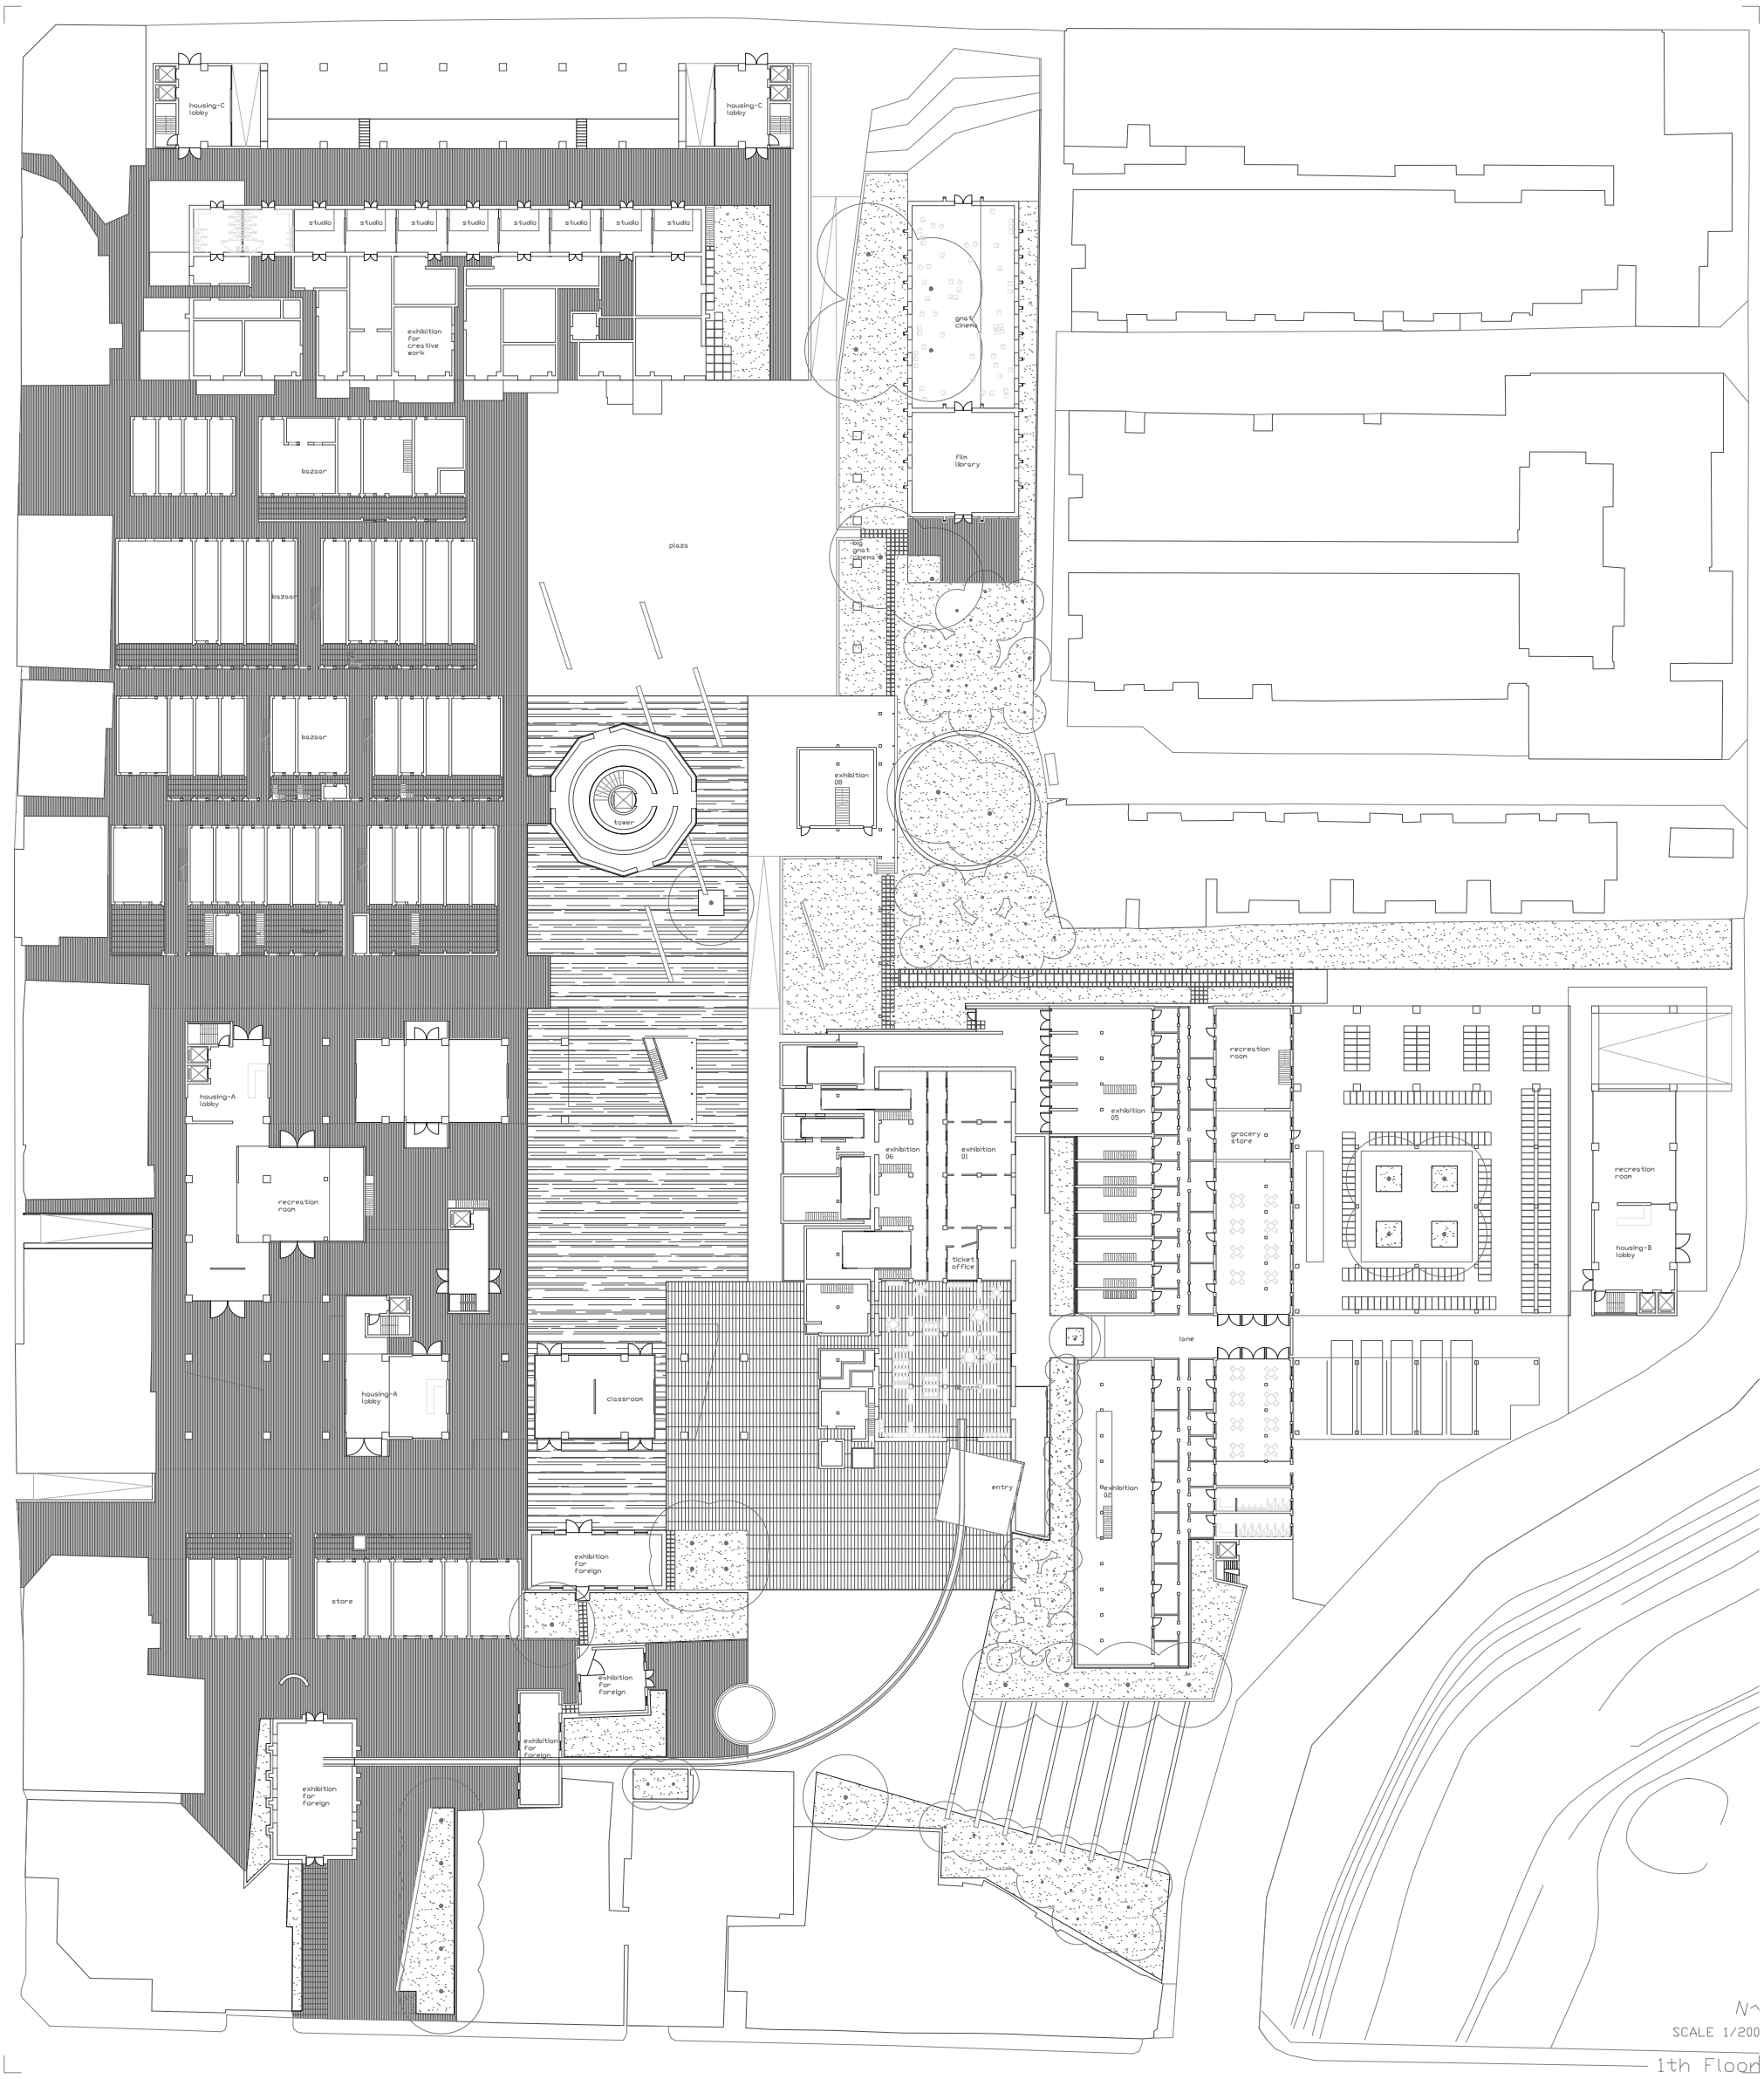 housing-C
lobby
housing-C
lobby
studio
studio
studio
studio
studio
studio
studio
studio
exhibition
for
creative
work
gnat
cinema
bazaar
film
library
plaza
big
gnat
cinema
bazaar
bazaar
exhibition
08
tower
bazaar
recreation
room
housing-A
lobby
exhibition
05
grocery
store
exhibition
06
exhibition
01
recreation
room
recreation
room
housing-B
lobby
ticket
office
lane
housing-A
lobby
classroom
entry
exhibition
02
exhibition
for
foreign
store
exhibition
for
foreign
exhibition
for
foreign
exhibition
for
foreign
N^
SCALE 1/200
1th Floor